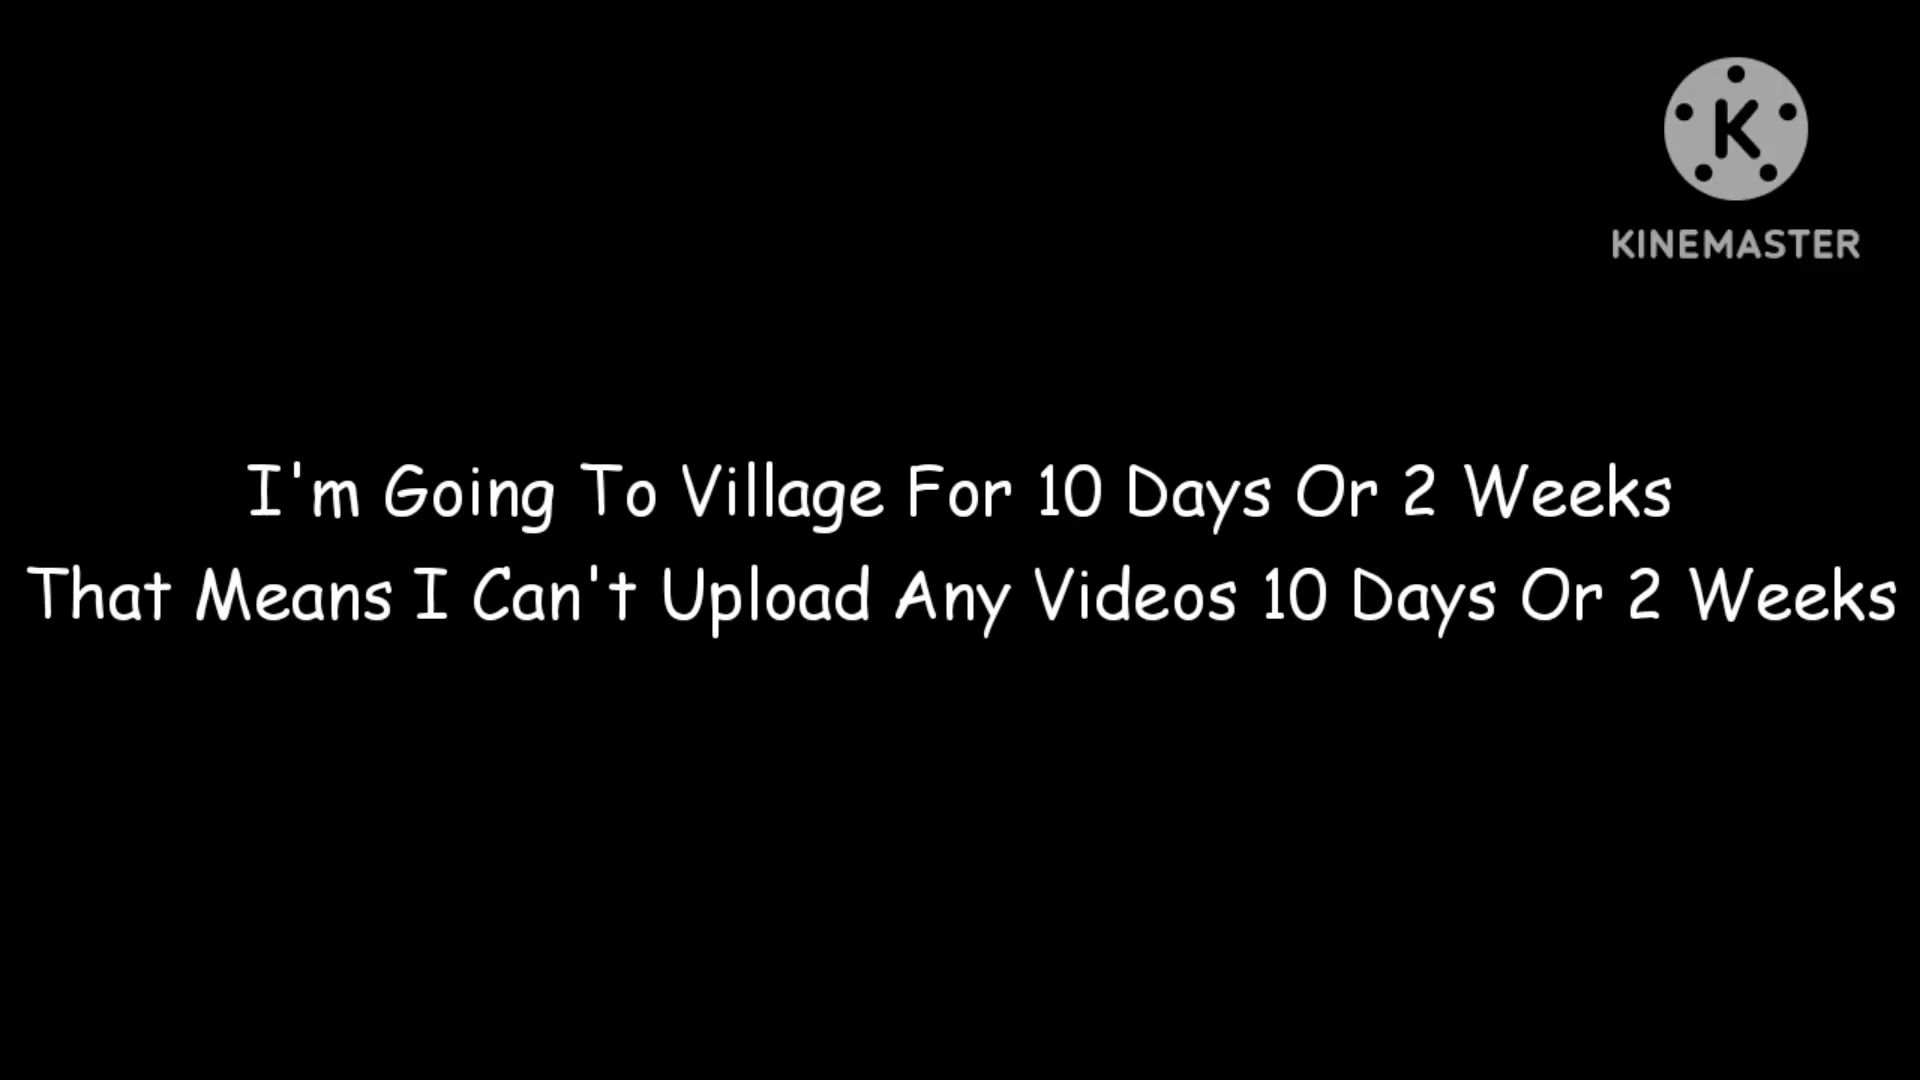 K
KINEMASTER
I'm Going To Village For 10 Days Or 2 Weeks
That Means I Can't Upload Any Videos 10 Days Or 2 Weeks